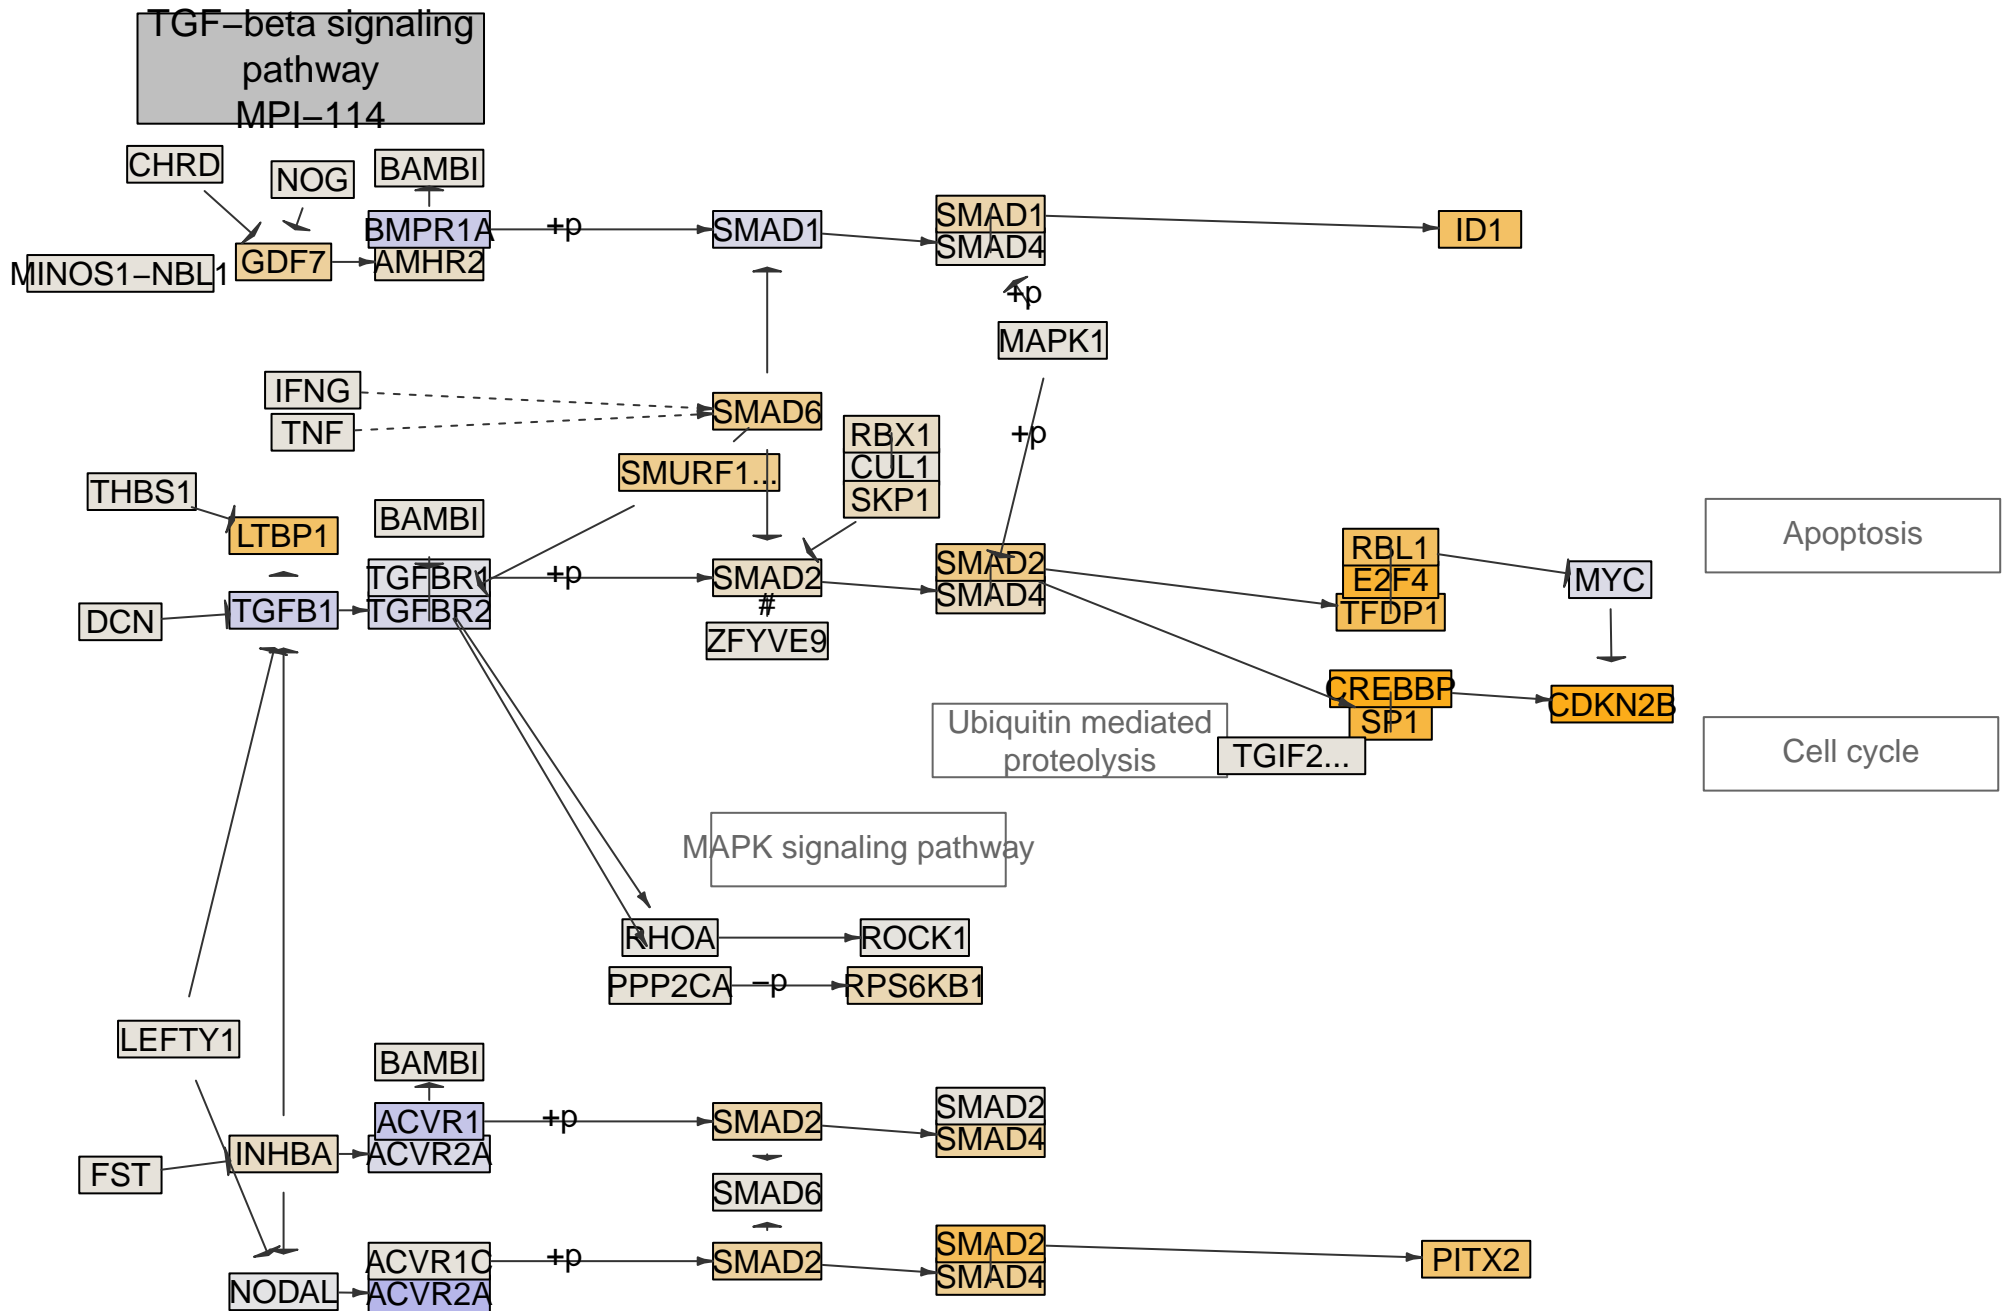 TGF−beta signaling
pathway
MPI−114
CHRD
NOG
BAMBI
BMPR1A
+p
SMAD1
SMAD1
SMAD4
ID1
MINOS1−NBL1
GDF7
AMHR2
+p
MAPK1
IFNG
TNF
SMAD6
RBX1
CUL1
SKP1
+p
SMURF1...
THBS1
LTBP1
BAMBI
TGFBR1
TGFBR2
+p
SMAD2
#
ZFYVE9
SMAD2
SMAD4
RBL1
E2F4
TFDP1
MYC
Apoptosis
DCN
TGFB1
CREBBP
SP1
CDKN2B
Ubiquitin mediated
proteolysis
TGIF2...
Cell cycle
MAPK signaling pathway
RHOA
ROCK1
PPP2CA
−p
RPS6KB1
LEFTY1
BAMBI
ACVR1
ACVR2A
+p
SMAD2
SMAD2
SMAD4
INHBA
FST
SMAD6
ACVR1C
ACVR2A
+p
SMAD2
SMAD2
SMAD4
PITX2
NODAL